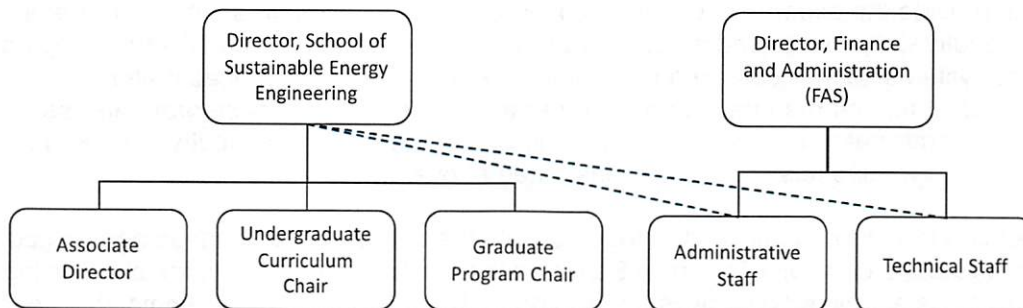 Director, School of
Sustainable Energy
Engineering
Director, Finance
and Administration
(FAS)
Associate
Director
Undergraduate
Curriculum
Chair
Graduate
Program Chair
Administrative
Staff
Technical Staff